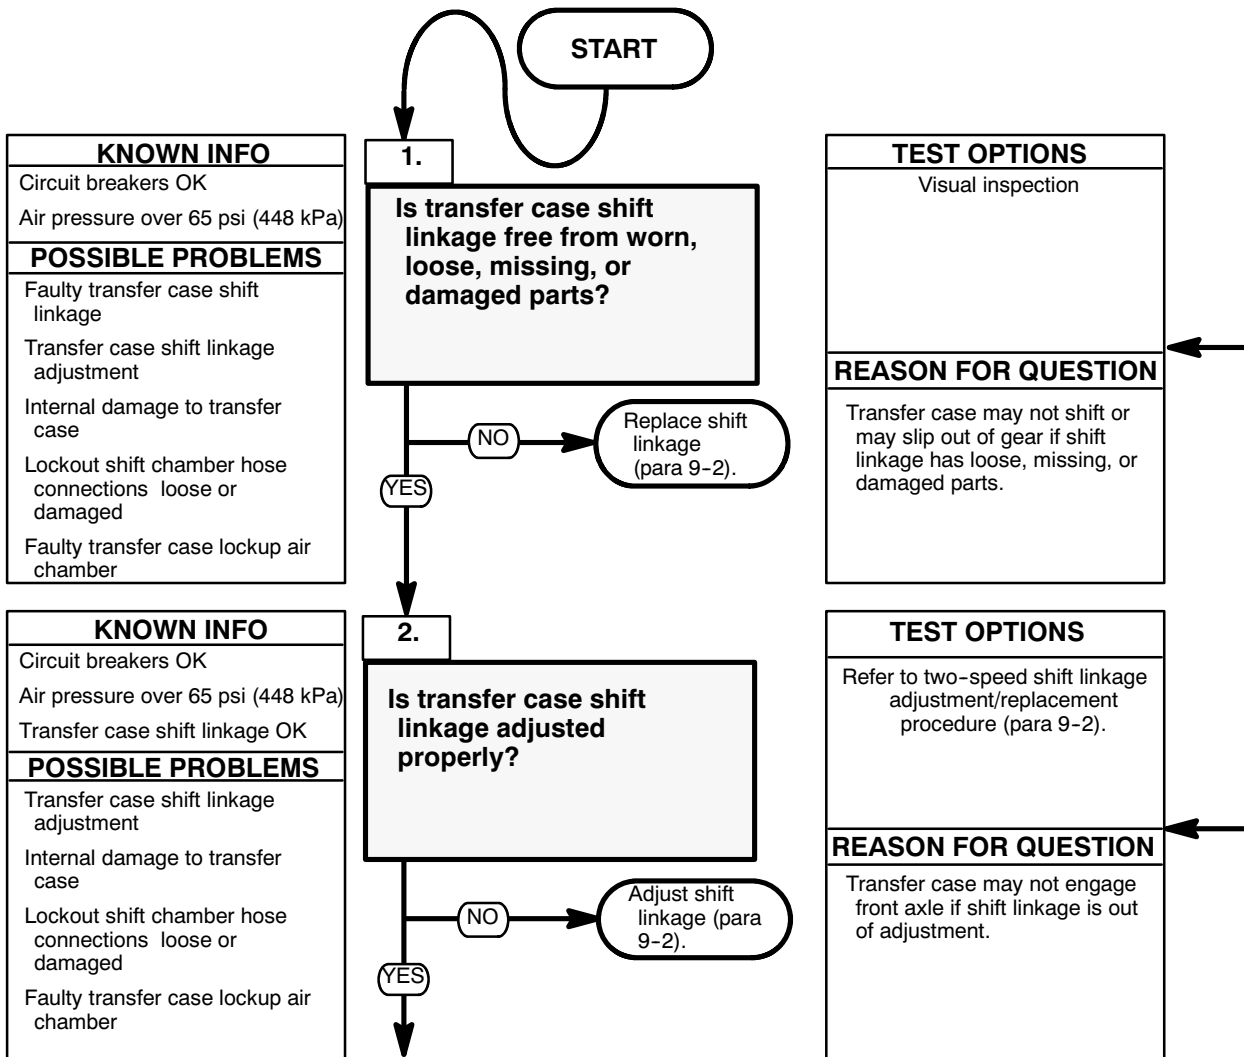 START
KNOWN INFO
Circuit breakers OK
Air pressure over 65 psi (448 kPa)
POSSIBLE PROBLEMS
Faulty transfer case shift
linkage
Transfer case shift linkage
adjustment
Internal damage to transfer
case
Lockout shift chamber hose
connections loose or
damaged
Faulty transfer case lockup air
chamber
1.
Is transfer case shift
linkage free from worn,
loose, missing, or
damaged parts?
NO
Replace shift
linkage
(para 9-2).
YES
TEST OPTIONS
Visual inspection
REASON FOR QUESTION
Transfer case may not shift or
may slip out of gear if shift
linkage has loose, missing, or
damaged parts.
KNOWN INFO
Circuit breakers OK
Air pressure over 65 psi (448 kPa)
Transfer case shift linkage OK
POSSIBLE PROBLEMS
Transfer case shift linkage
adjustment
Internal damage to transfer
case
Lockout shift chamber hose
connections loose or
damaged
Faulty transfer case lockup air
chamber
2.
Is transfer case shift
linkage adjusted
properly?
NO
Adjust shift
linkage (para
9-2).
YES
TEST OPTIONS
Refer to two-speed shift linkage
adjustment/replacement
procedure (para 9-2).
REASON FOR QUESTION
Transfer case may not engage
front axle if shift linkage is out
of adjustment.